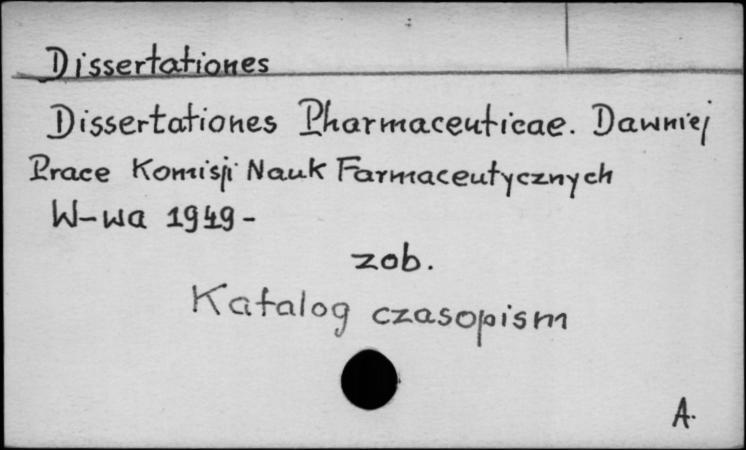 Dissertationes
Dissertationes Pharmaceuticae. Dawniej
Prace Komisji Nauk Farmaceutycznych
W-wa 1949-
zob.
Katalog czasopism
A.